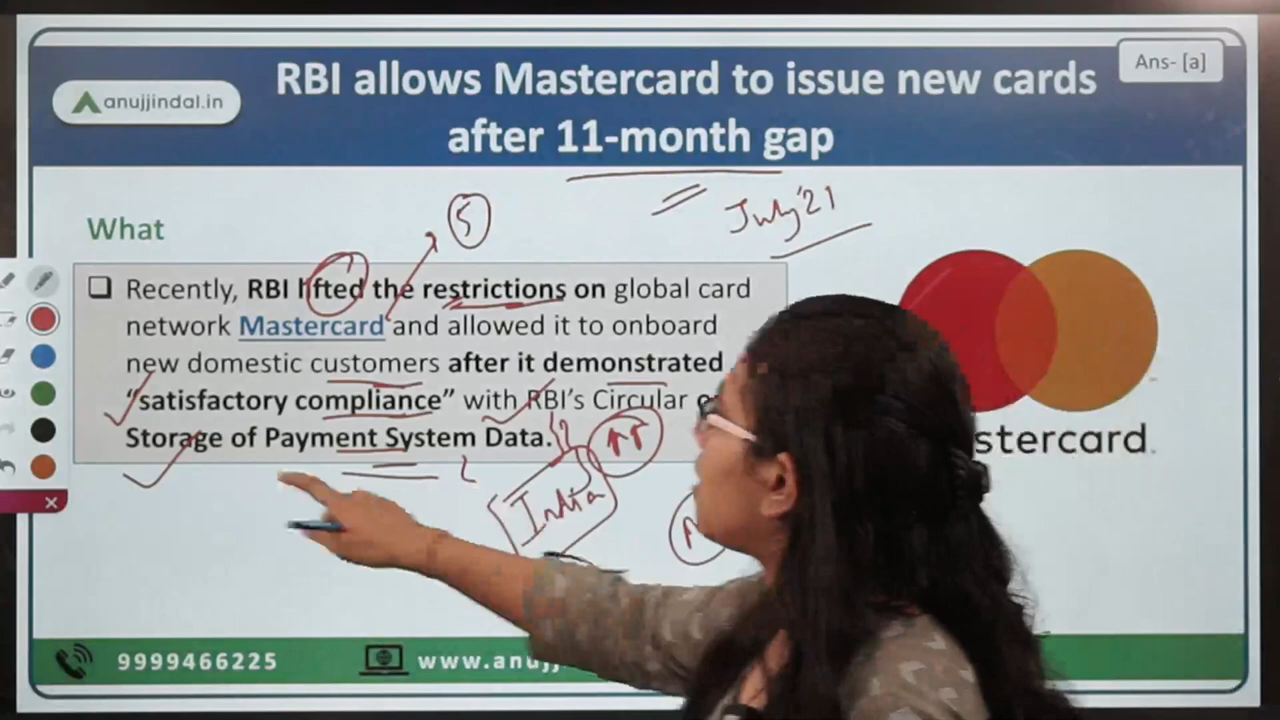 RBI allows Mastercard to issue new cards
after 11-month gap
Ans- [a]
anujjindal.in
July'21
5
What
Recently, RBI lifted the restrictions on global card
network Mastercard and allowed it to onboard
new domestic customers after it demonstrated
“satisfactory compliance” with RBI’s Circular
Storage of Payment System Data.
India
stercard
9999466225
www.anujj